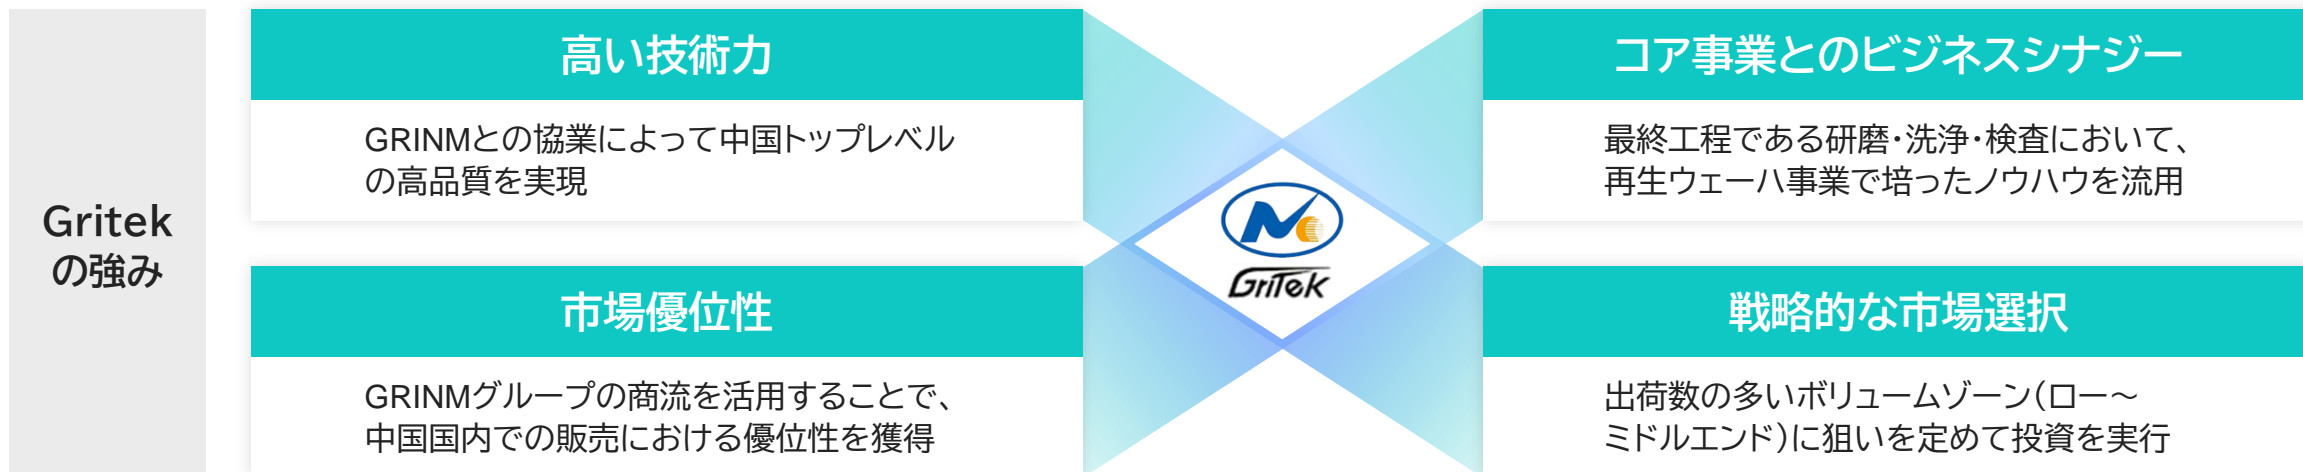 Gritek
の強み
高い技術力
GRINMとの協業によって中国トップレベル
の高品質を実現
コア事業とのビジネスシナジー
最終工程である研磨・洗浄・検査において、
再生ウェーハ事業で培ったノウハウを流用
GriTek
市場優位性
GRINMグループの商流を活用することで、
中国国内での販売における優位性を獲得
戦略的な市場選択
出荷数の多いボリュームゾーン（ロー～
ミドルエンド）に狙いを定めて投資を実行